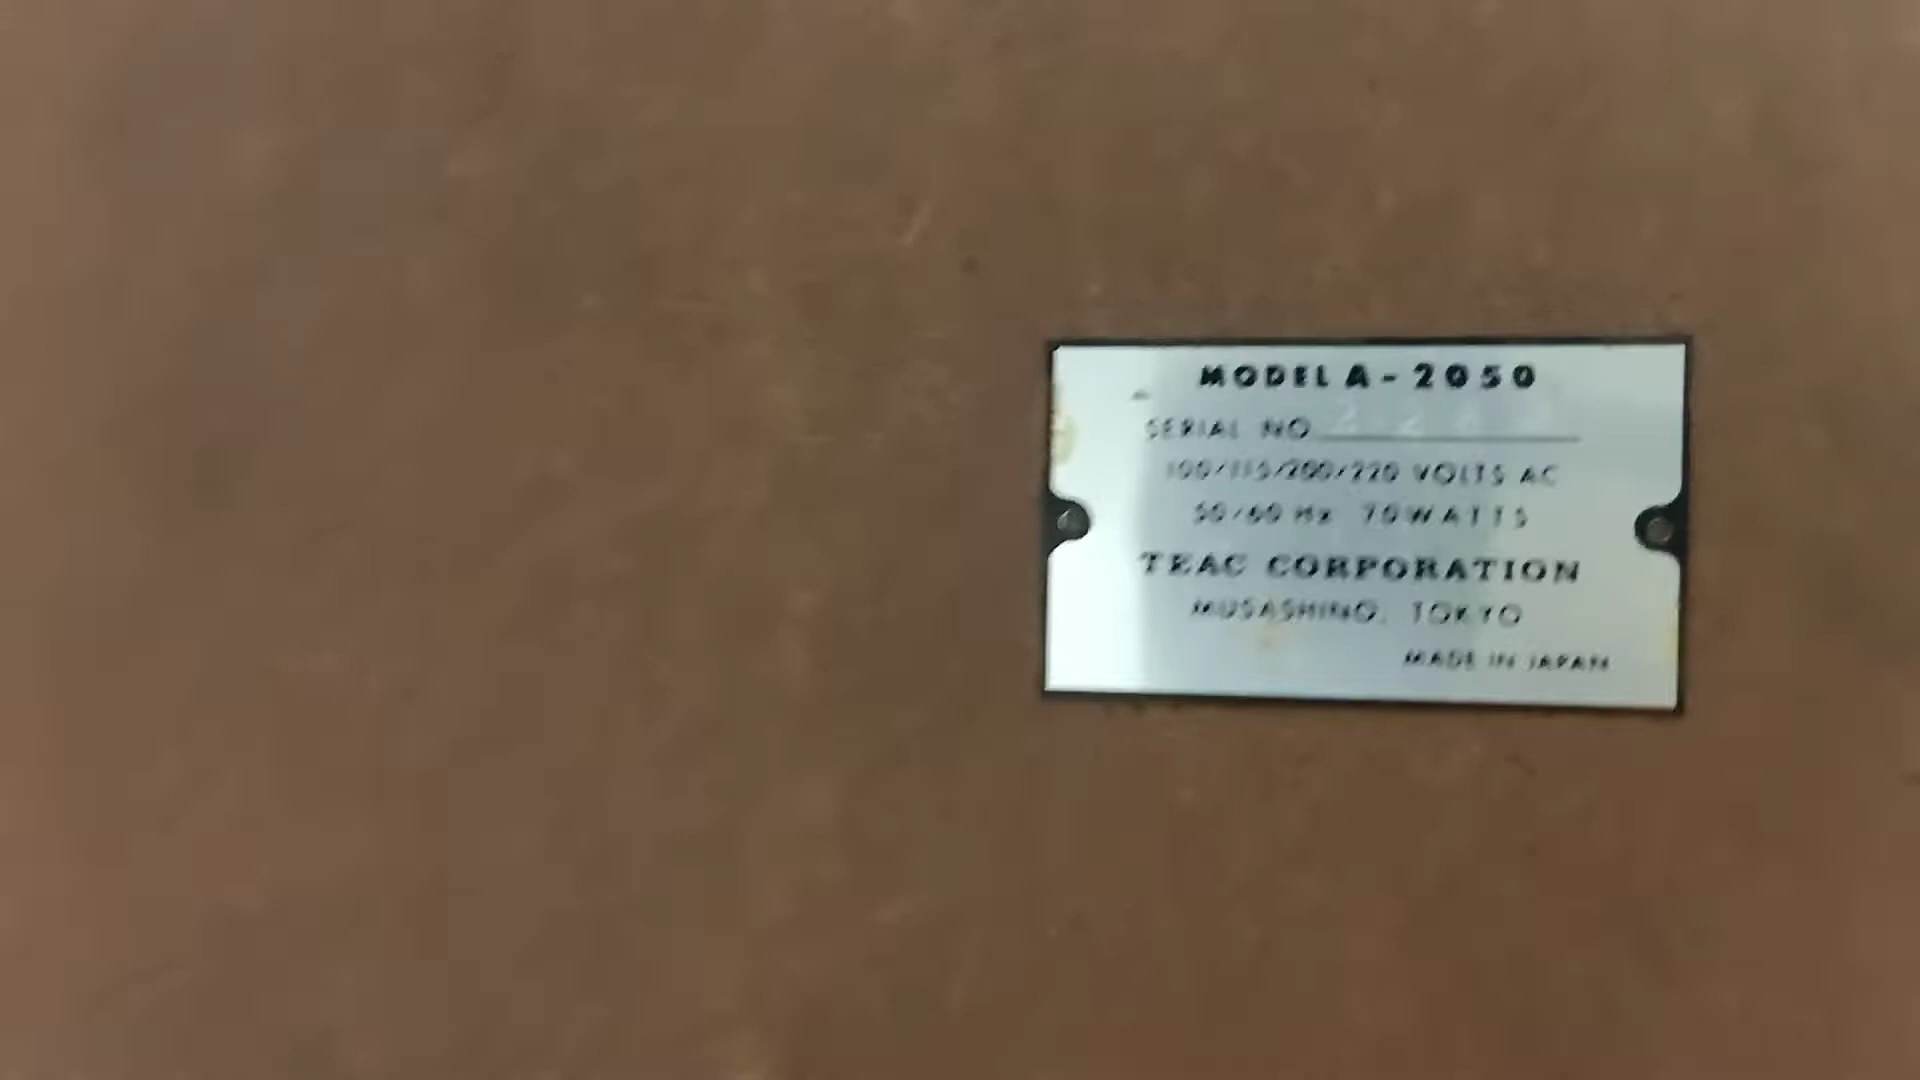 MODEL A-2050
SERIAL NO
100/115/200/220 VOLTS AC
50/60 Hz 70WATTS
TEAC CORPORATION
MUSASHINO, TOKYO
MADE IN JAPAN